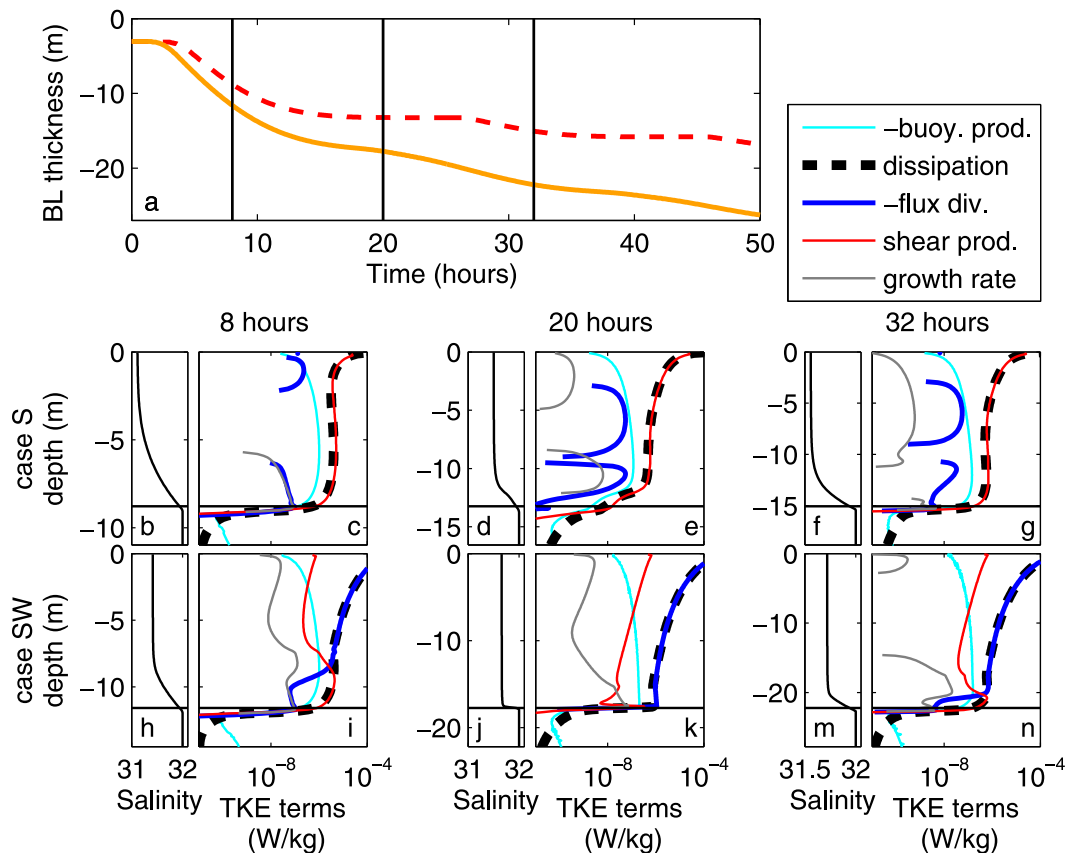 0
−10
−20
BL thickness (m)
a
0
10
20
30
40
50
Time (hours)
−buoy. prod.
dissipation
−flux div.
shear prod.
growth rate
8 hours
20 hours
32 hours
case S
depth (m)
0
−5
−10
b
c
0
−5
−10
−15
d
e
0
−5
−10
−15
f
g
case SW
depth (m)
0
−5
−10
h
i
0
−10
−20
j
k
0
−10
−20
m
n
31
32
10−8
10−4
31
32
10−8
10−4
31.5
32
10−8
10−4
Salinity
TKE terms
(W/kg)
Salinity
TKE terms
(W/kg)
Salinity
TKE terms
(W/kg)